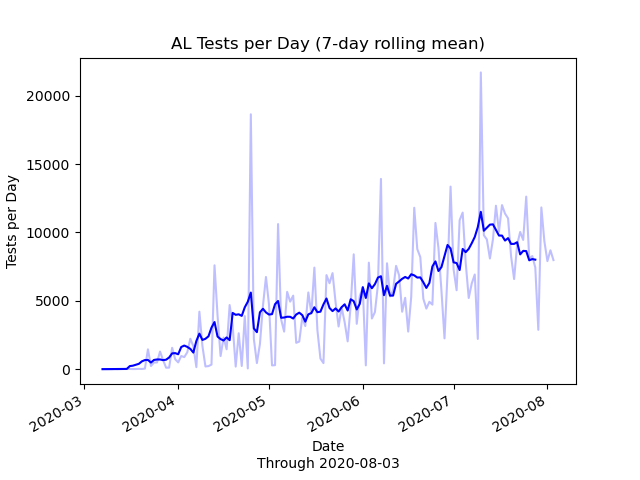 AL Tests per Day (7-day rolling mean)
20000
15000
10000
5000
0
Tests per Day
2020-03
2020-04
2020-05
2020-06
2020-07
2020-08
Date
Through 2020-08-03